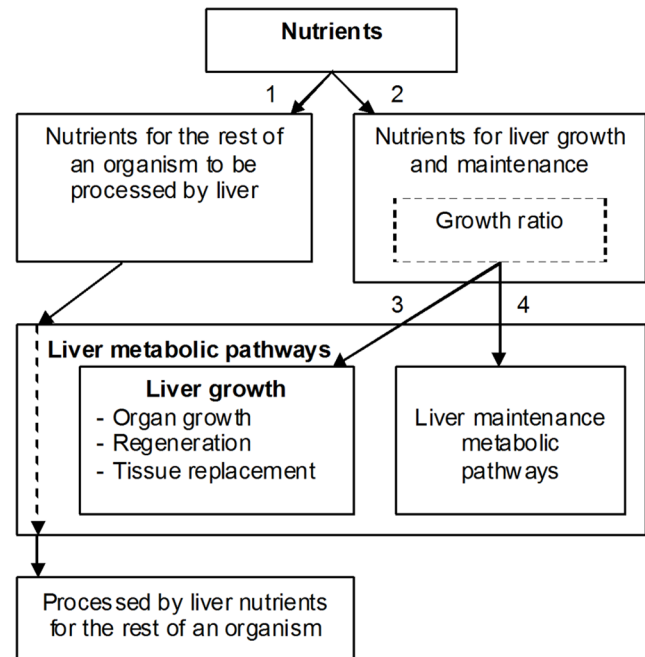 Nutrients
1
2
Nutrients for the rest of
an organism to be
processed by liver
Nutrients for liver growth
and maintenance
Growth ratio
3
4
Liver metabolic pathways
Liver growth
- Organ growth
- Regeneration
- Tissue replacement
Liver maintenance
metabolic
pathways
Processed by liver nutrients
for the rest of an organism